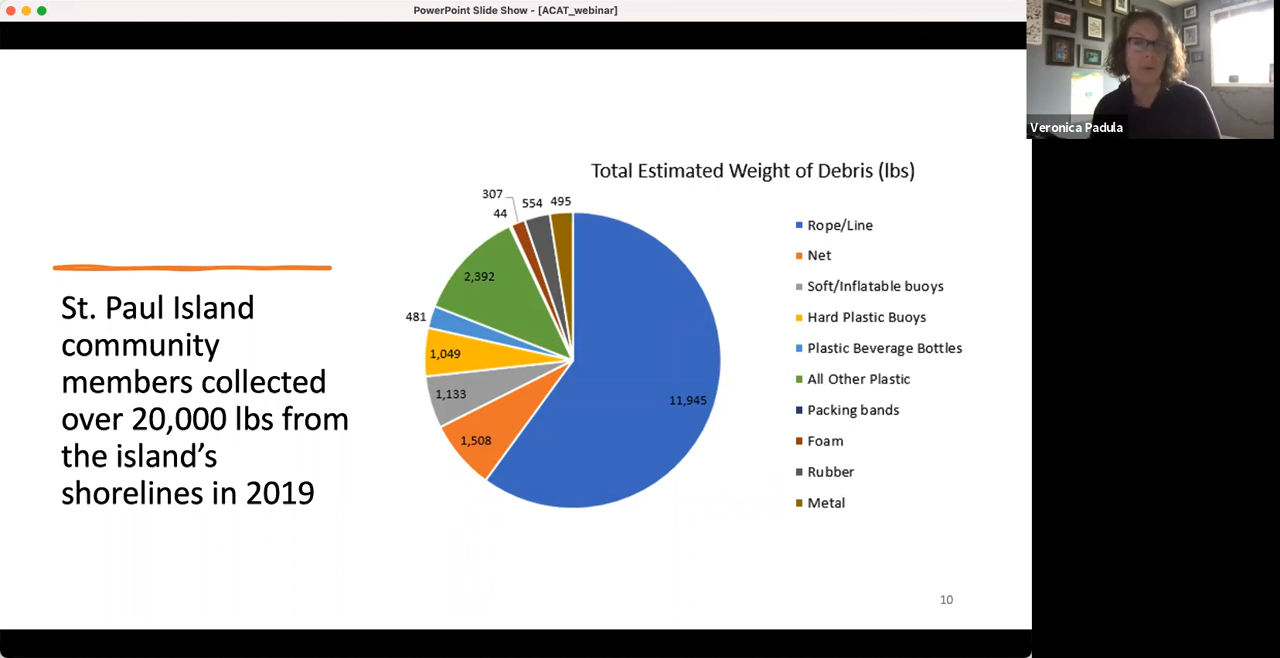 PowerPoint Slide Show - [ACAT_webinar]
Veronica Padula
St. Paul Island
community
members collected
over 20,000 lbs from
the island's
shorelines in 2019
Total Estimated Weight of Debris (lbs)
307
44
554
495
2,392
481
1,049
1,133
1,508
11,945
Rope/Line
Net
Soft/Inflatable buoys
Hard Plastic Buoys
Plastic Beverage Bottles
All Other Plastic
Packing bands
Foam
Rubber
Metal
10